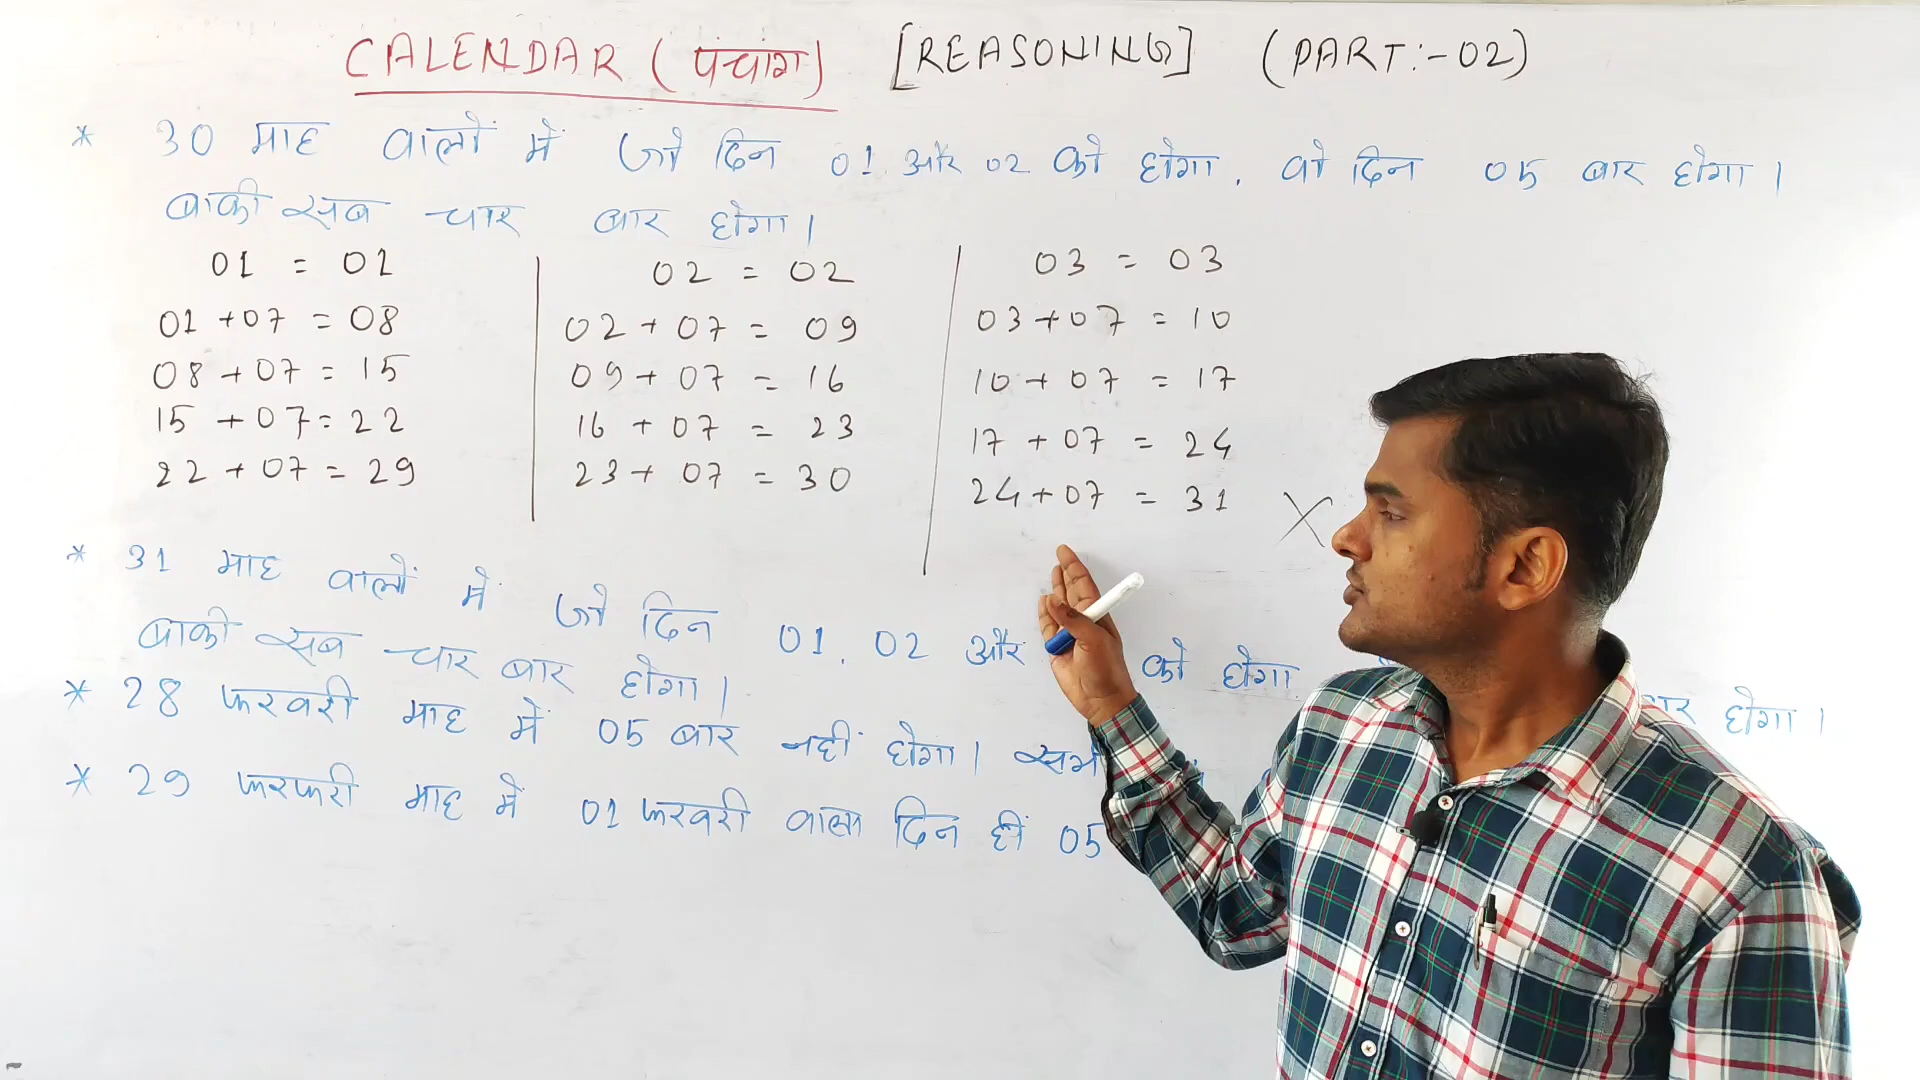 CALENDAR (पंचांग) [REASONING] (PART:-02)
* 30 माह वालों में जो दिन 01 और 02 को होगा, वो दिन 05 बार होगा।
बाकी सब चार बार होगा।
01 = 01
01 + 07 = 08
08 + 07 = 15
15 + 07 = 22
22 + 07 = 29
02 = 02
02 + 07 = 09
09 + 07 = 16
16 + 07 = 23
23 + 07 = 30
03 = 03
03 + 07 = 10
10 + 07 = 17
17 + 07 = 24
24 + 07 = 31 X
* 31 माह वालों में जो दिन 01, 02 और को होगा बार होगा।
बाकी सब चार बार होगा।
* 28 फरवरी माह में 05 बार नहीं होगा।
* 29 फरफरी माह में 01 फरवरी वाला दिन हीं 05